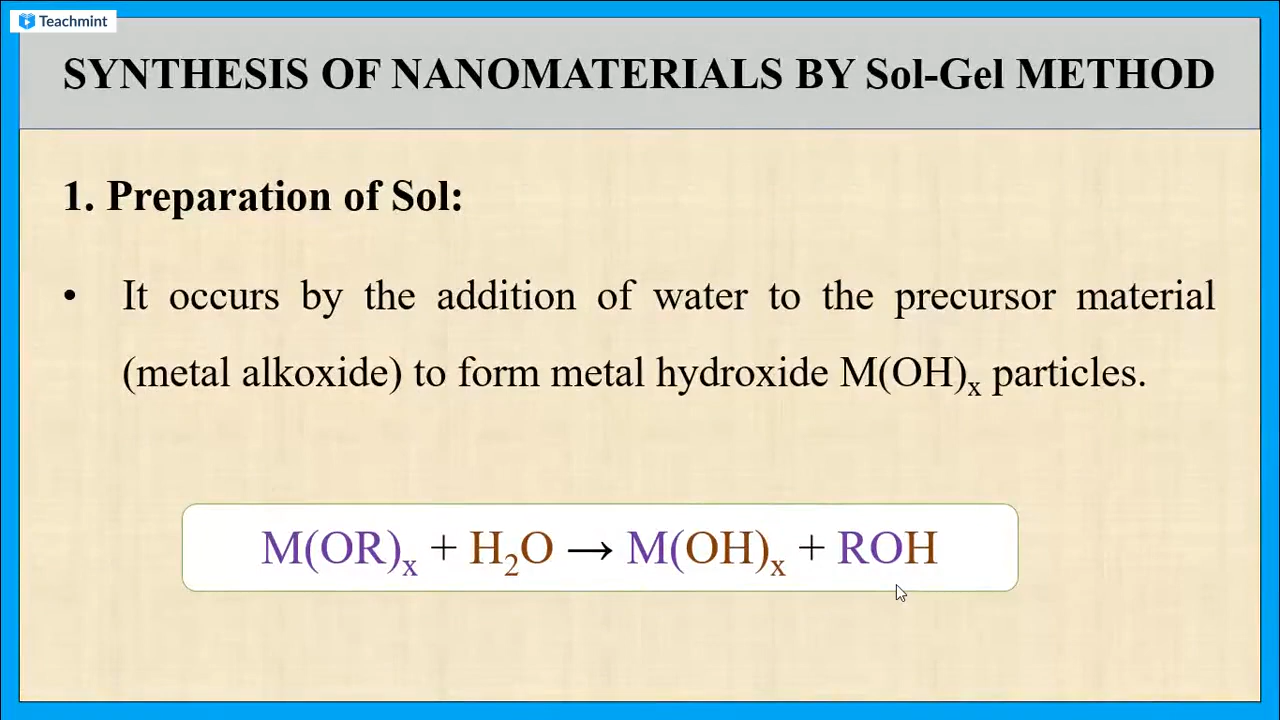 Teachmint
SYNTHESIS OF NANOMATERIALS BY Sol-Gel METHOD
1. Preparation of Sol:
• It occurs by the addition of water to the precursor material
(metal alkoxide) to form metal hydroxide M(OH)ₓ particles.
M(OR)ₓ + H₂O → M(OH)ₓ + ROH